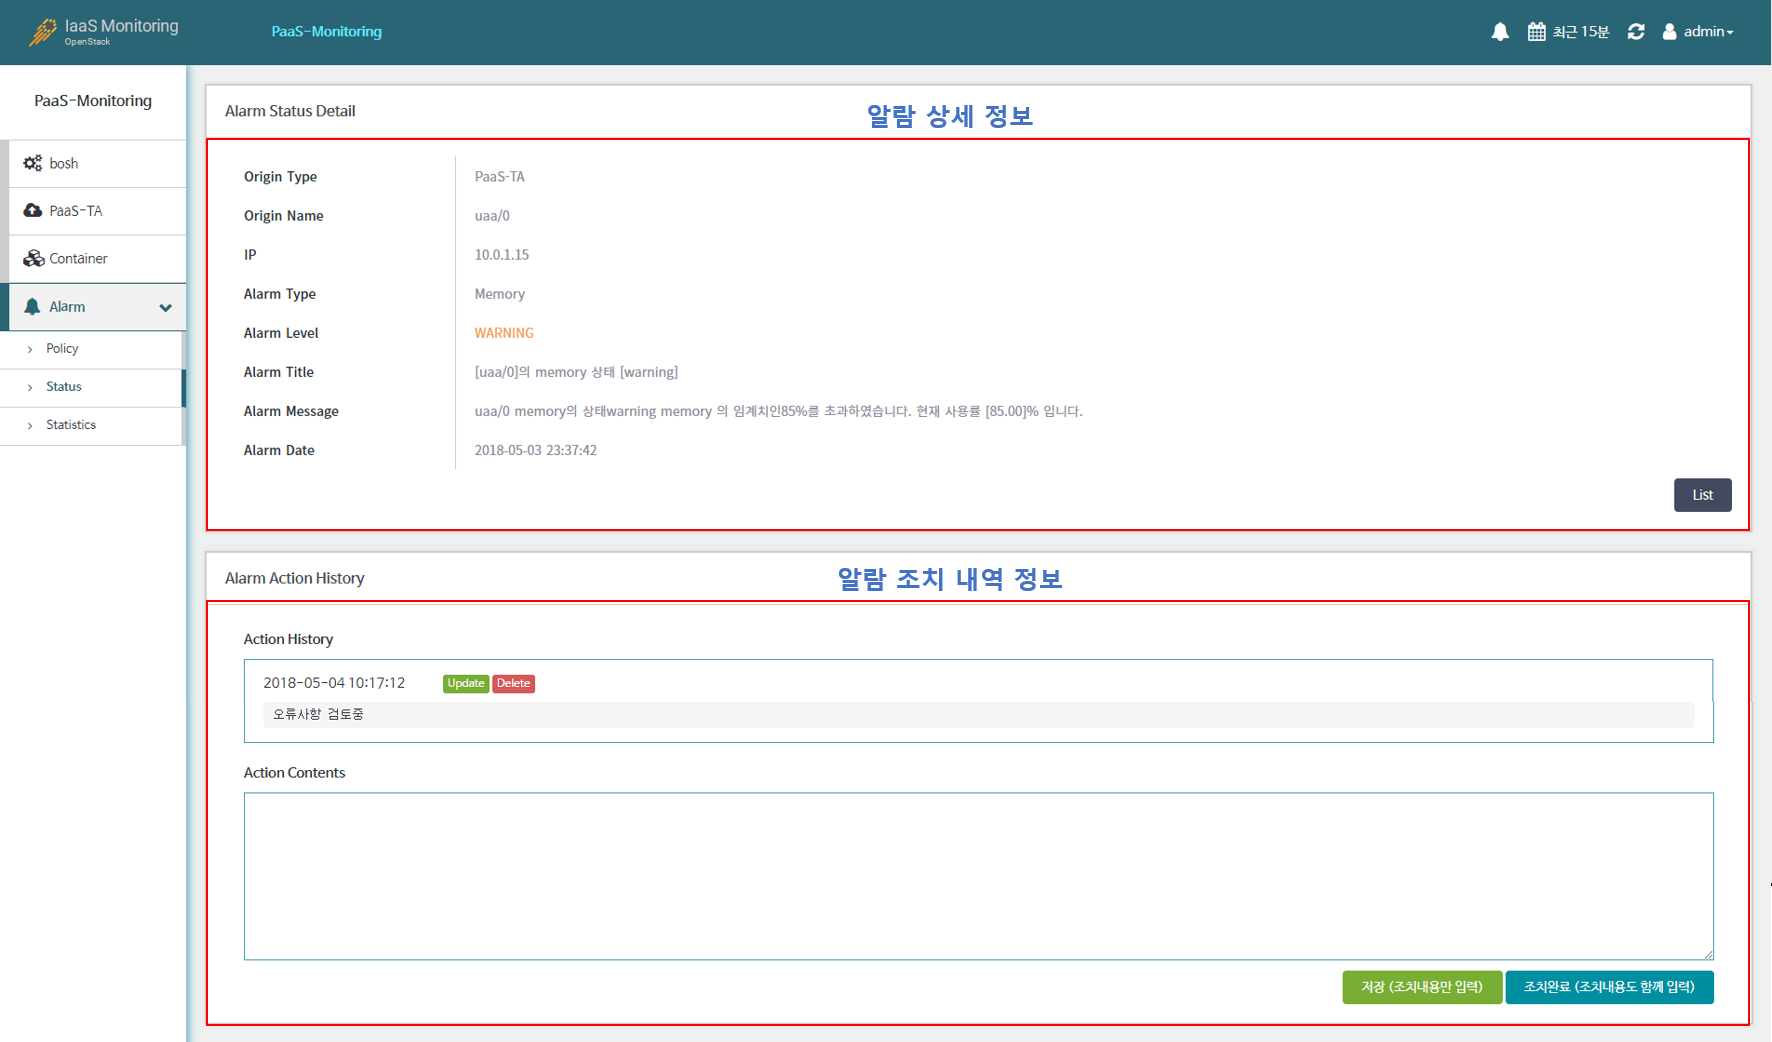 IaaS Monitoring
OpenStack
PaaS-Monitoring
최근 15분
admin
PaaS-Monitoring
bosh
PaaS-TA
Container
Alarm
Policy
Status
Statistics
Alarm Status Detail
알람 상세 정보
Origin Type PaaS-TA
Origin Name uaa/0
IP 10.0.1.15
Alarm Type Memory
Alarm Level WARNING
Alarm Title [uaa/0]의 memory 상태 [warning]
Alarm Message uaa/0 memory의 상태warning memory 의 임계치인85%를 초과하였습니다. 현재 사용률 [85.00]% 입니다.
Alarm Date 2018-05-03 23:37:42
List
Alarm Action History
알람 조치 내역 정보
Action History
2018-05-04 10:17:12 Update Delete
오류사항 검토중
Action Contents
저장 (조치내용만 입력) 조치완료 (조치내용도 함께 입력)